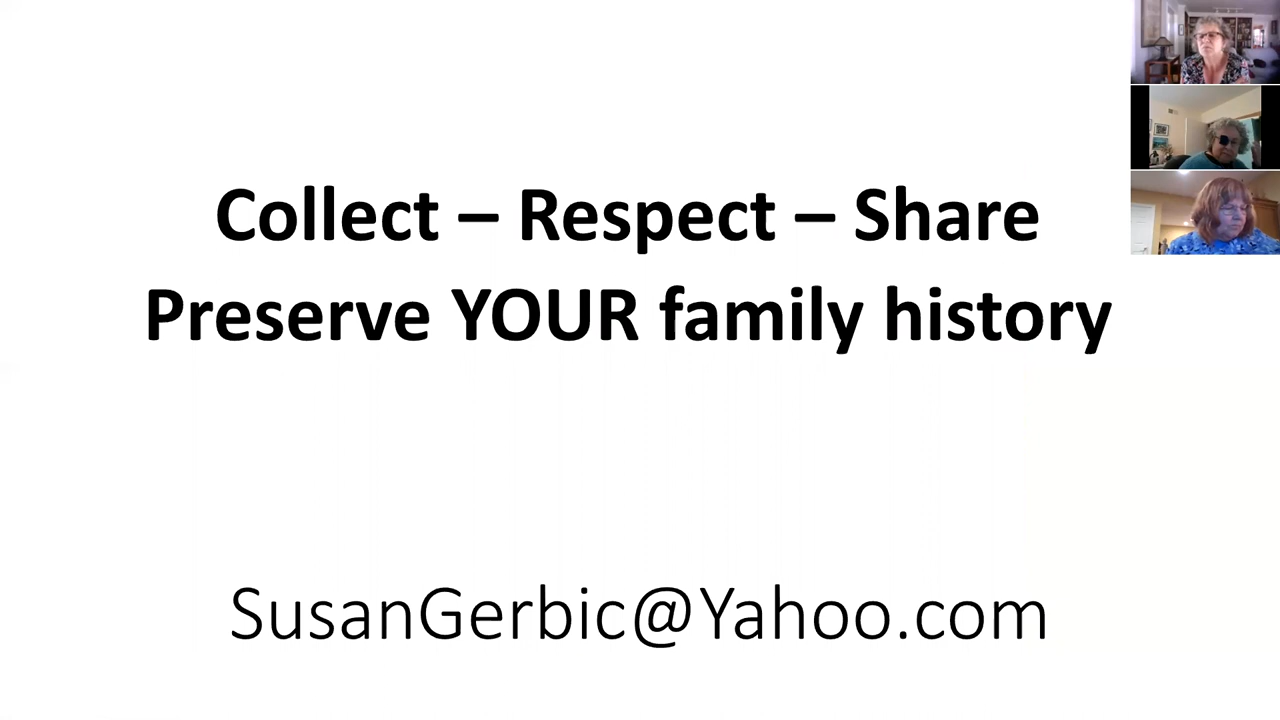 Collect – Respect – Share
Preserve YOUR family history
SusanGerbic@Yahoo.com